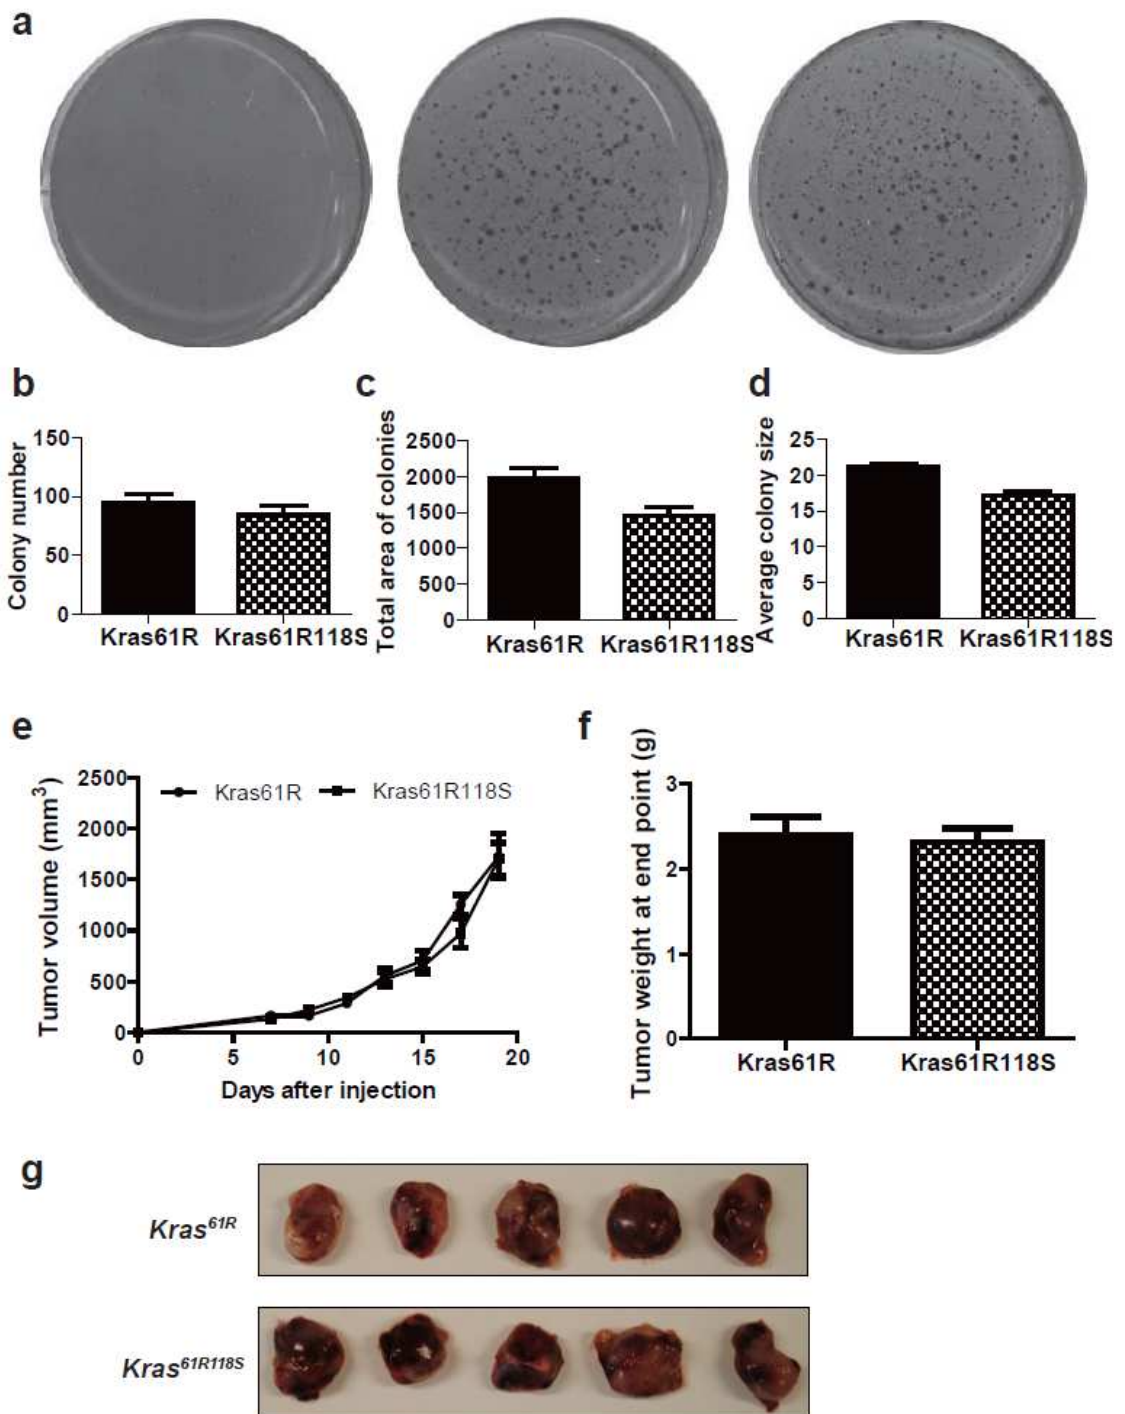 a
b
c
d
Colony number
150
100
50
0
Kras61R
Kras61R118S
Total area of colonies
2500
2000
1500
1000
500
0
Kras61R
Kras61R118S
Average colony size
25
20
15
10
5
0
Kras61R
Kras61R118S
e
f
Tumor volume (mm³)
2500
2000
1500
1000
500
0
Kras61R
Kras61R118S
0 5 10 15 20
Days after injection
Tumor weight at end point (g)
3
2
1
0
Kras61R
Kras61R118S
g
Kras⁶¹ᴿ
Kras⁶¹ᴿ¹¹⁸ˢ